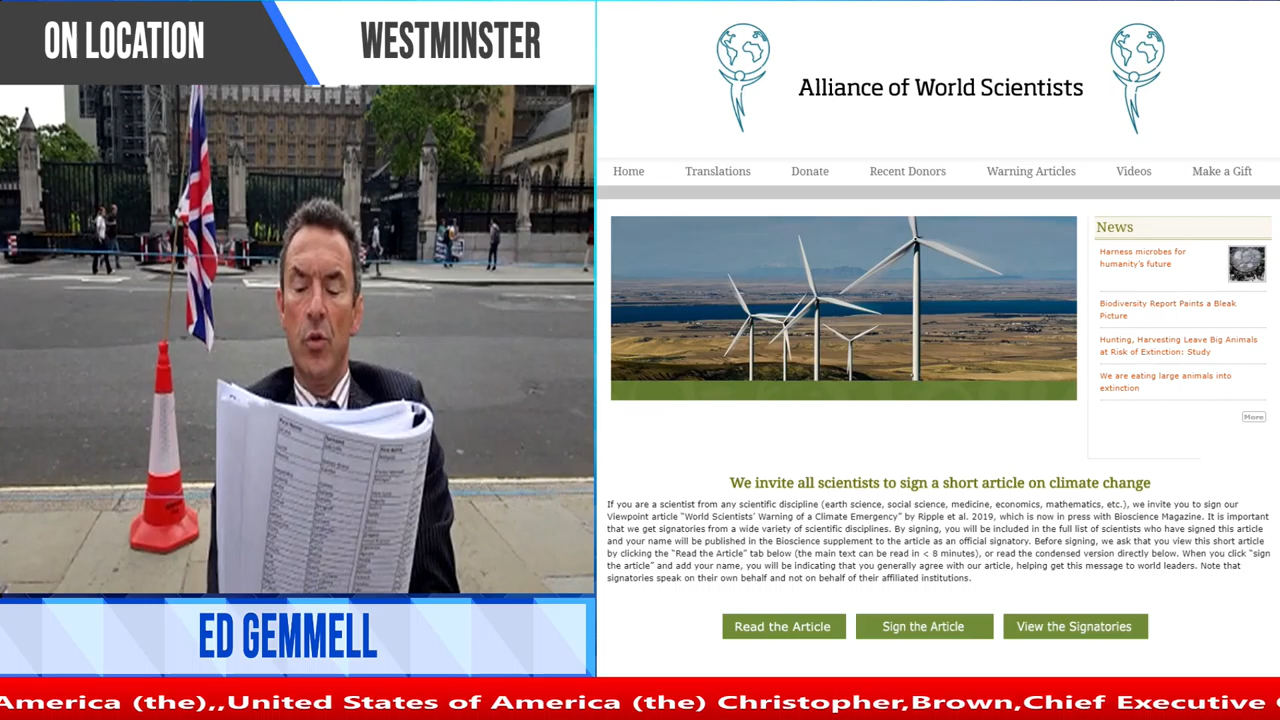 ON LOCATION
WESTMINSTER
First Name
Surname
First Name
ED GEMMELL
Alliance of World Scientists
Home Translations Donate Recent Donors Warning Articles Videos Make a Gift
News
Harness microbes for
humanity's future
Biodiversity Report Paints a Bleak
Picture
Hunting, Harvesting Leave Big Animals
at Risk of Extinction: Study
We are eating large animals into
extinction
More
We invite all scientists to sign a short article on climate change
If you are a scientist from any scientific discipline (earth science, social science, medicine, economics, mathematics, etc.), we invite you to sign our
Viewpoint article "World Scientists' Warning of a Climate Emergency" by Ripple et al. 2019, which is now in press with Bioscience Magazine. It is important
that we get signatories from a wide variety of scientific disciplines. By signing, you will be included in the full list of scientists who have signed this article
and your name will be published in the Bioscience supplement to the article as an official signatory. Before signing, we ask that you view this short article
by clicking the "Read the Article" tab below (the main text can be read in < 8 minutes), or read the condensed version directly below. When you click "sign
the article" and add your name, you will be indicating that you generally agree with our article, helping get this message to world leaders. Note that
signatories speak on their own behalf and not on behalf of their affiliated institutions.
Read the Article
Sign the Article
View the Signatories
America (the),,United States of America (the) Christopher,Brown,Chief Executive